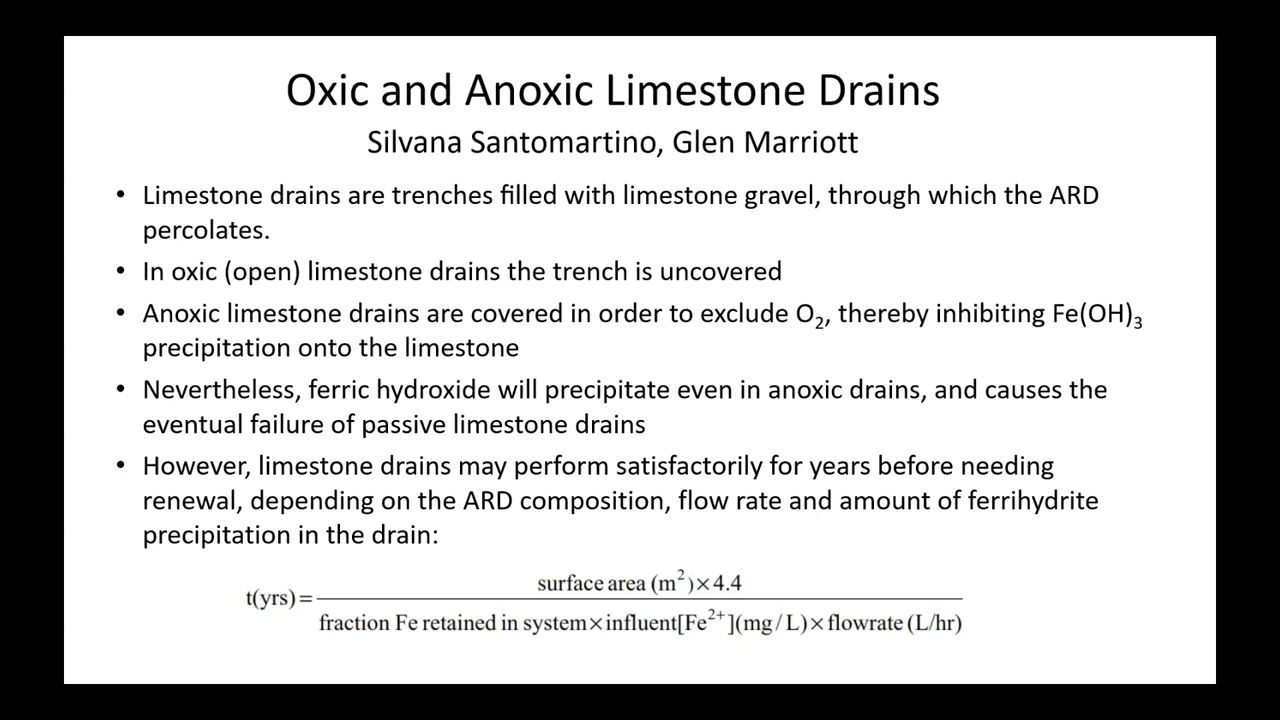 Oxic and Anoxic Limestone Drains
Silvana Santomartino, Glen Marriott
• Limestone drains are trenches filled with limestone gravel, through which the ARD
percolates.
• In oxic (open) limestone drains the trench is uncovered
• Anoxic limestone drains are covered in order to exclude O₂, thereby inhibiting Fe(OH)₃
precipitation onto the limestone
• Nevertheless, ferric hydroxide will precipitate even in anoxic drains, and causes the
eventual failure of passive limestone drains
• However, limestone drains may perform satisfactorily for years before needing
renewal, depending on the ARD composition, flow rate and amount of ferrihydrite
precipitation in the drain:
surface area (m²)×4.4
t(yrs)=
fraction Fe retained in system×influent[Fe²⁺](mg/L)×flowrate (L/hr)